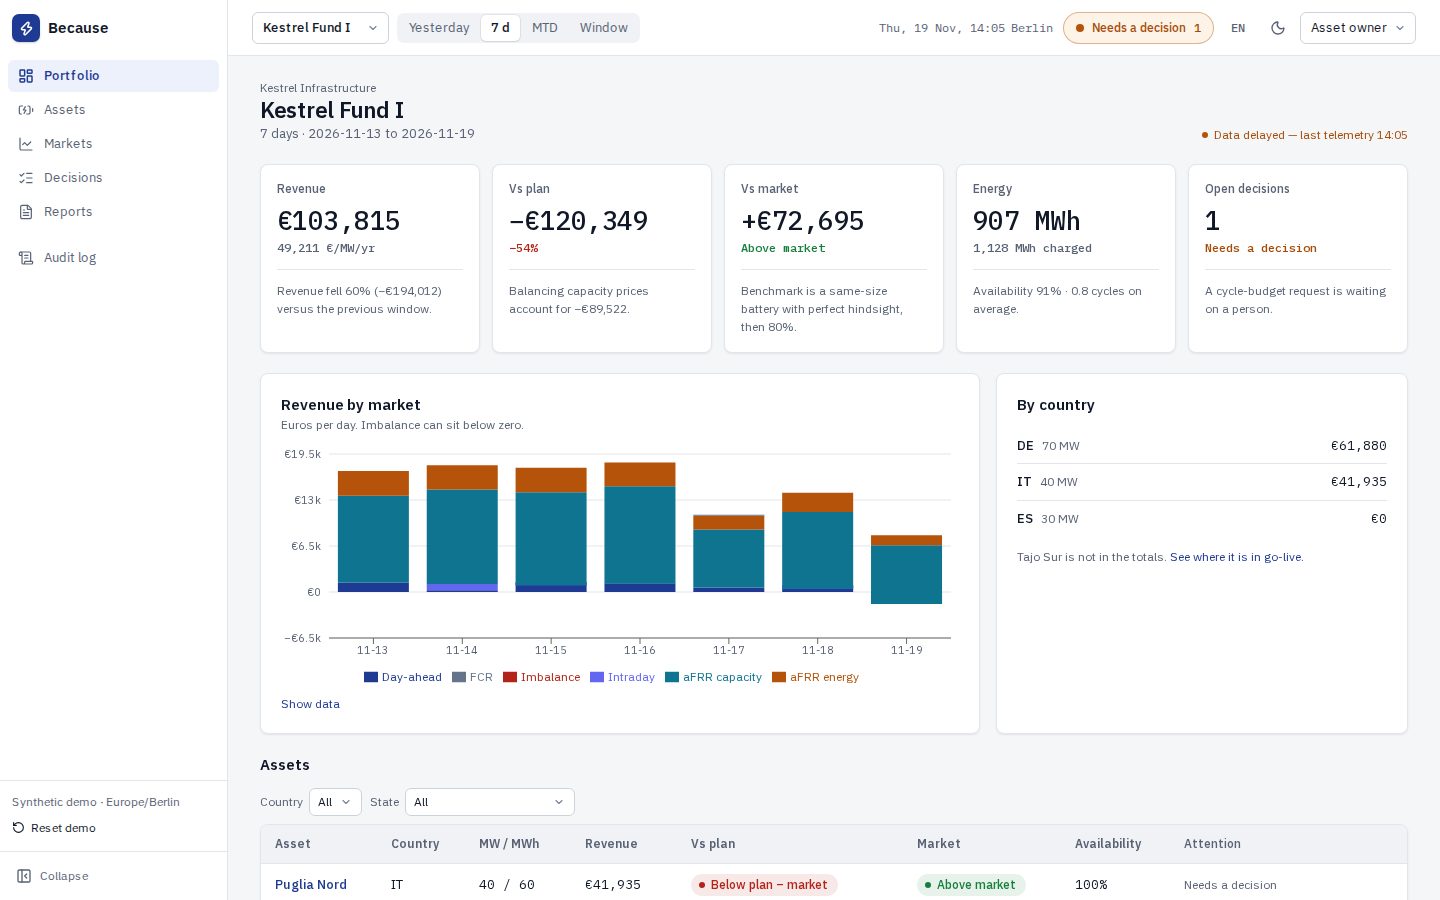 Because
Portfolio
Assets
Markets
Decisions
Reports
Audit log
Synthetic demo · Europe/Berlin
Reset demo
Collapse
Kestrel Fund I
Yesterday
7 d
MTD
Window
Thu, 19 Nov, 14:05 Berlin
Needs a decision 1
EN
Asset owner
Kestrel Infrastructure
Kestrel Fund I
7 days · 2026-11-13 to 2026-11-19
Data delayed — last telemetry 14:05
Revenue
€103,815
49,211 €/MW/yr
Revenue fell 60% (−€194,012)
versus the previous window.
Vs plan
−€120,349
−54%
Balancing capacity prices
account for −€89,522.
Vs market
+€72,695
Above market
Benchmark is a same-size
battery with perfect hindsight,
then 80%.
Energy
907 MWh
1,128 MWh charged
Availability 91% · 0.8 cycles on
average.
Open decisions
1
Needs a decision
A cycle-budget request is waiting
on a person.
Revenue by market
Euros per day. Imbalance can sit below zero.
€19.5k
€13k
€6.5k
€0
−€6.5k
11-13
11-14
11-15
11-16
11-17
11-18
11-19
Day-ahead
FCR
Imbalance
Intraday
aFRR capacity
aFRR energy
Show data
By country
DE 70 MW €61,880
IT 40 MW €41,935
ES 30 MW €0
Tajo Sur is not in the totals. See where it is in go-live.
Assets
Country All State All
Asset Country MW / MWh Revenue Vs plan Market Availability Attention
Puglia Nord IT 40 / 60 €41,935 Below plan – market Above market 100% Needs a decision